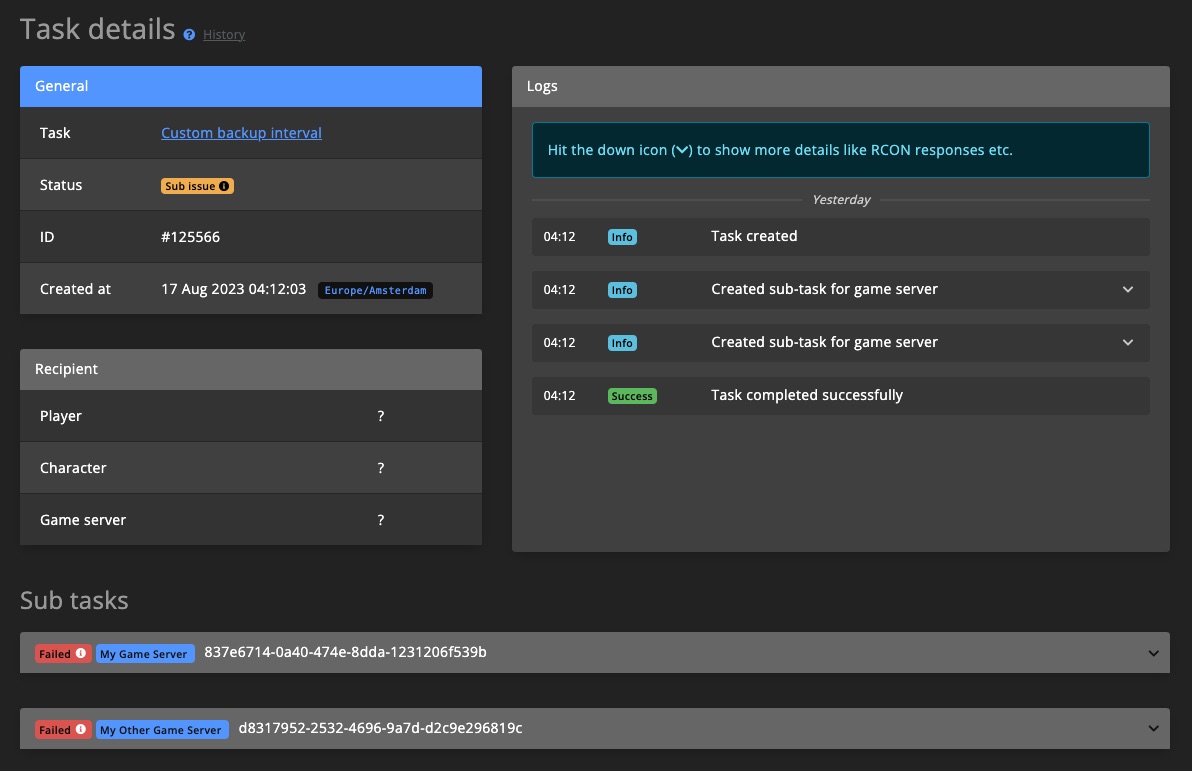 Task details ? History
General
Task Custom backup interval
Status Sub issue
ID #125566
Created at 17 Aug 2023 04:12:03 Europe/Amsterdam
Recipient
Player ?
Character ?
Game server ?
Logs
Hit the down icon () to show more details like RCON responses etc.
Yesterday
04:12 Info Task created
04:12 Info Created sub-task for game server
04:12 Info Created sub-task for game server
04:12 Success Task completed successfully
Sub tasks
Failed My Game Server 837e6714-0a40-474e-8dda-1231206f539b
Failed My Other Game Server d8317952-2532-4696-9a7d-d2c9e296819c